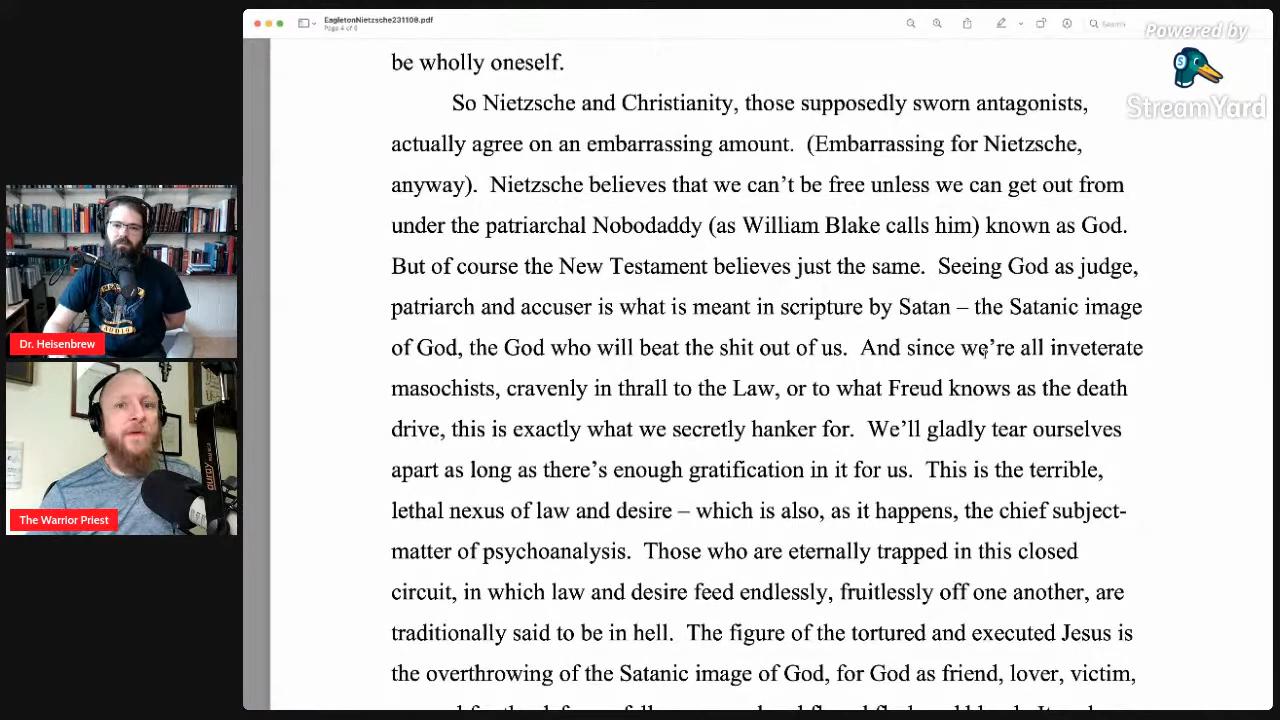 EagletonNietzsche231108.pdf
Page 4 of 6
Search
Powered by
StreamYard
be wholly oneself.
So Nietzsche and Christianity, those supposedly sworn antagonists,
actually agree on an embarrassing amount.  (Embarrassing for Nietzsche,
anyway).  Nietzsche believes that we can't be free unless we can get out from
under the patriarchal Nobodaddy (as William Blake calls him) known as God.
But of course the New Testament believes just the same.  Seeing God as judge,
patriarch and accuser is what is meant in scripture by Satan – the Satanic image
of God, the God who will beat the shit out of us.  And since we're all inveterate
masochists, cravenly in thrall to the Law, or to what Freud knows as the death
drive, this is exactly what we secretly hanker for.  We'll gladly tear ourselves
apart as long as there's enough gratification in it for us.  This is the terrible,
lethal nexus of law and desire – which is also, as it happens, the chief subject-
matter of psychoanalysis.  Those who are eternally trapped in this closed
circuit, in which law and desire feed endlessly, fruitlessly off one another, are
traditionally said to be in hell.  The figure of the tortured and executed Jesus is
the overthrowing of the Satanic image of God, for God as friend, lover, victim,
Dr. Heisenbrew
The Warrior Priest